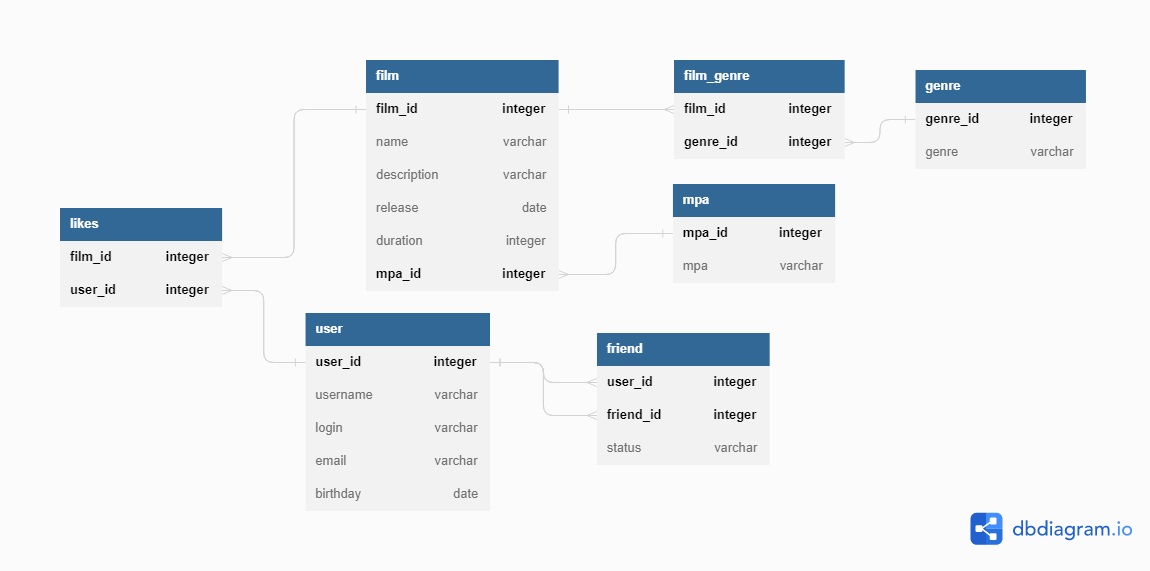 film
film_id integer
name varchar
description varchar
release date
duration integer
mpa_id integer
film_genre
film_id integer
genre_id integer
genre
genre_id integer
genre varchar
mpa
mpa_id integer
mpa varchar
likes
film_id integer
user_id integer
user
user_id integer
username varchar
login varchar
email varchar
birthday date
friend
user_id integer
friend_id integer
status varchar
dbdiagram.io